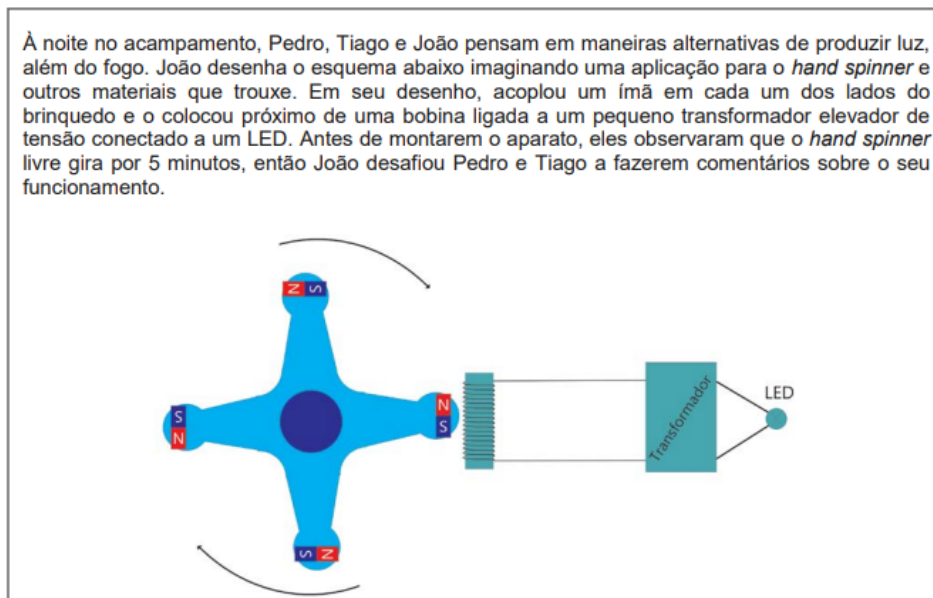 À noite no acampamento, Pedro, Tiago e João pensam em maneiras alternativas de produzir luz,
além do fogo. João desenha o esquema abaixo imaginando uma aplicação para o hand spinner e
outros materiais que trouxe. Em seu desenho, acoplou um ímã em cada um dos lados do
brinquedo e o colocou próximo de uma bobina ligada a um pequeno transformador elevador de
tensão conectado a um LED. Antes de montarem o aparato, eles observaram que o hand spinner
livre gira por 5 minutos, então João desafiou Pedro e Tiago a fazerem comentários sobre o seu
funcionamento.
N S
S
N
N
S
S N
Transformador
LED